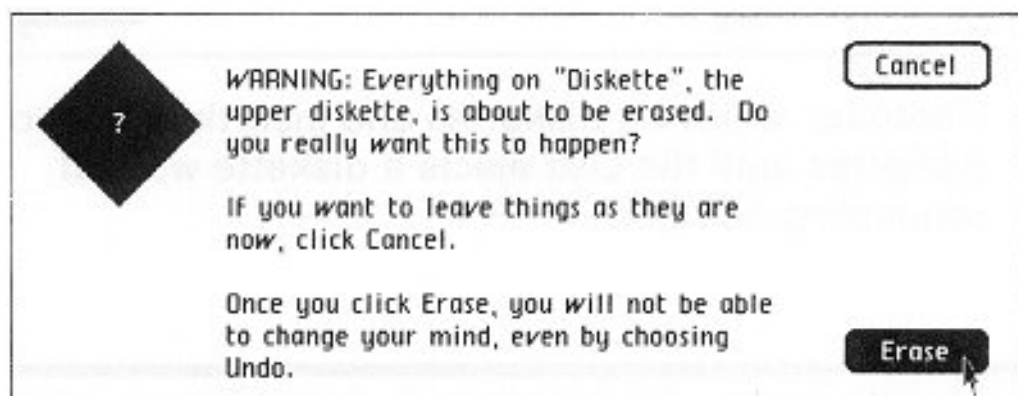 ?
WARNING: Everything on "Diskette", the
upper diskette, is about to be erased. Do
you really want this to happen?
If you want to leave things as they are
now, click Cancel.
Once you click Erase, you will not be able
to change your mind, even by choosing
Undo.
Cancel
Erase